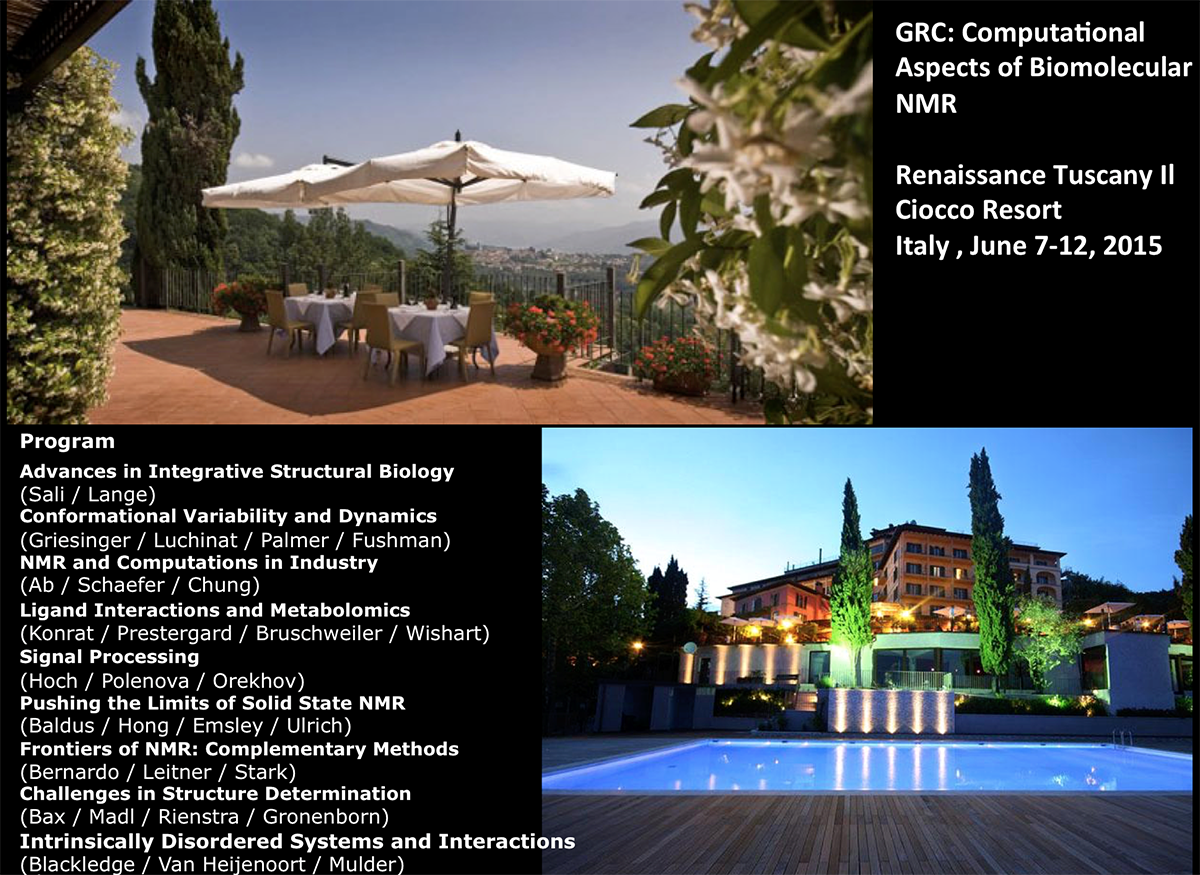 GRC: Computational
Aspects of Biomolecular
NMR
Renaissance Tuscany Il
Ciocco Resort
Italy , June 7-12, 2015
Program
Advances in Integrative Structural Biology
(Sali / Lange)
Conformational Variability and Dynamics
(Griesinger / Luchinat / Palmer / Fushman)
NMR and Computations in Industry
(Ab / Schaefer / Chung)
Ligand Interactions and Metabolomics
(Konrat / Prestergard / Bruschweiler / Wishart)
Signal Processing
(Hoch / Polenova / Orekhov)
Pushing the Limits of Solid State NMR
(Baldus / Hong / Emsley / Ulrich)
Frontiers of NMR: Complementary Methods
(Bernardo / Leitner / Stark)
Challenges in Structure Determination
(Bax / Madl / Rienstra / Gronenborn)
Intrinsically Disordered Systems and Interactions
(Blackledge / Van Heijenoort / Mulder)